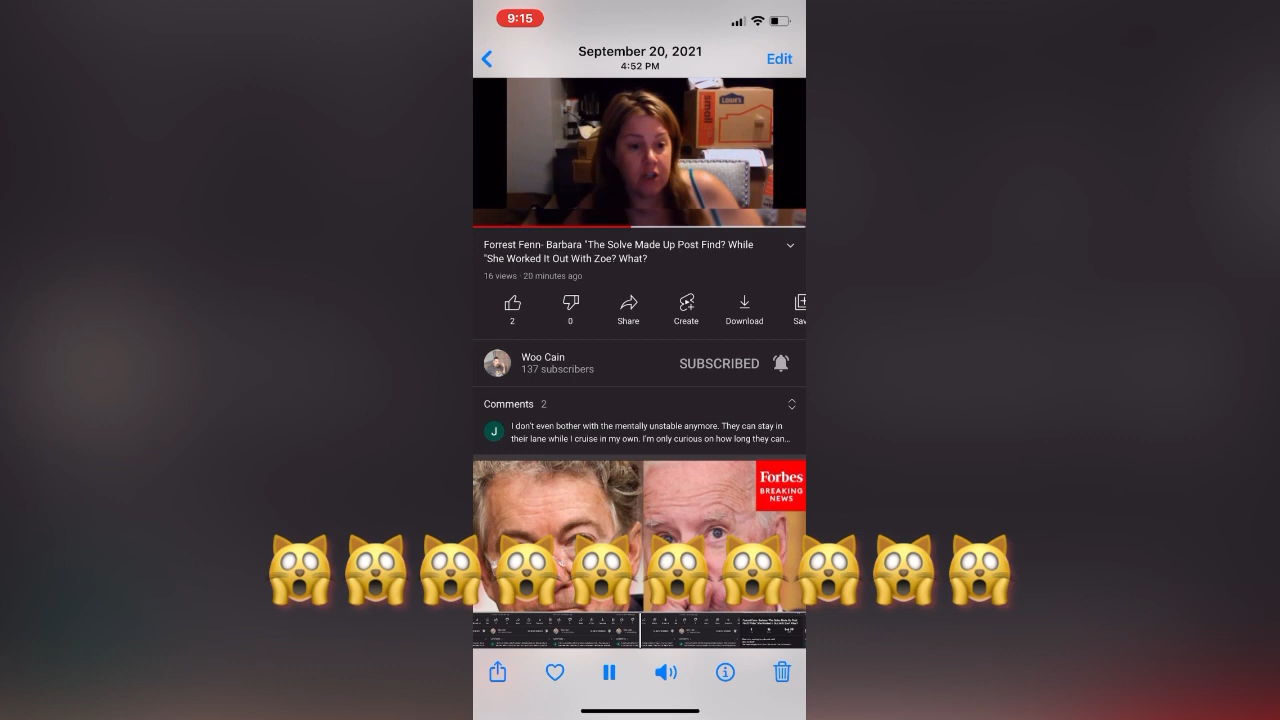 9:15
September 20, 2021
4:52 PM
Edit
LOWE'S
small
Forrest Fenn- Barbara "The Solve Made Up Post Find? While
"She Worked It Out With Zoe? What?
16 views · 20 minutes ago
2
0
Share
Create
Download
Sav
Woo Cain
137 subscribers
SUBSCRIBED
Comments 2
J
I don't even bother with the mentally unstable anymore. They can stay in
their lane while I cruise in my own. I'm only curious on how long they can...
Forbes
BREAKING
NEWS